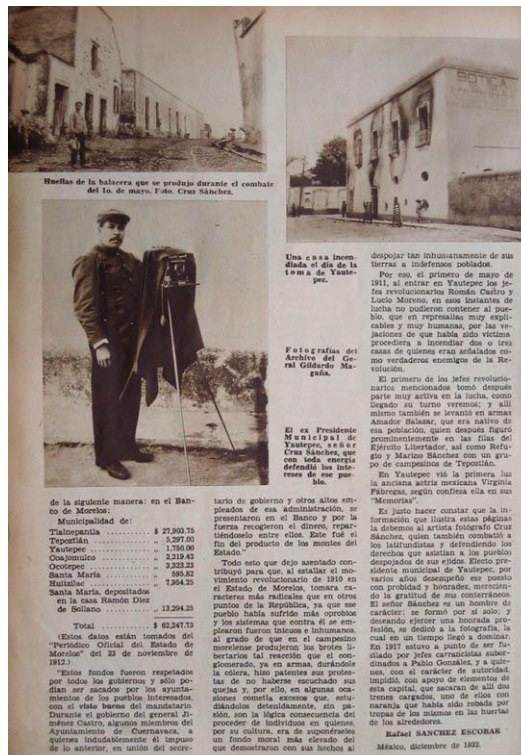 BOTICA
Huellas de la balacera que se produjo durante el combate
del 1o. de mayo. Foto. Cruz Sánchez.
Una casa incen-
diada el día de la
toma de Yaute-
pec.
Fotografías del
Archivo del Ge-
ral Gildardo Ma-
gaña.
El ex Presidente
Municipal de
Yautepec, señor
Cruz Sánchez, que
con toda energía
defendió los inte-
reses de ese pue-
blo.
de la siguiente manera: en el Ban-
co de Morelos:
Municipalidad de:
Tlalnepantla $ 27,903.75
Tepoztlán „ 5,297.00
Yautepec „ 1,750.00
Coajomulco „ 2,219.43
Ocotepec „ 3,323.23
Santa María „ 595.82
Huitzilac „ 7,954.25
Santa María, depositados
en la casa Ramón Díez
de Sollano „ 13,294.25
Total $ 62,247.73
(Estos datos están tomados del
"Periódico Oficial del Estado de
Morelos" del 23 de noviembre de
1912.)
"Estos fondos fueron respetados
por todos los gobiernos y sólo po-
dían ser sacados por los ayunta-
mientos de los pueblos interesados,
con el visto bueno del mandatario.
Durante el gobierno del general Ji-
ménez Castro, algunos miembros del
Ayuntamiento de Cuernavaca, a
quienes indudablemente él impuso
de lo anterior, en unión del secre-
tario de gobierno y otros altos em-
pleados de esa administración, se
presentaron en el Banco y por la
fuerza recogieron el dinero, repar-
tiéndoselo entre ellos. Este fué el
fin del producto de los montes del
Estado."
Todo esto que dejo asentado con-
tribuyó para que, al estallar el mo-
vimiento revolucionario de 1910 en
el Estado de Morelos, tomara ca-
racteres más radicales que en otros
puntos de la República, ya que ese
pueblo había sufrido más oprobios
y los sistemas que contra él se em-
plearon fueron inicuos e inhumanos,
al grado de que en el campesino
morelense produjeron los brotes li-
bertarios tal reacción que el con-
glomerado, ya en armas, durándole
la cólera, hizo patentes sus protes-
tas de no haberse escuchado sus
quejas y, por ello, en algunas oca-
siones cometía excesos que, estu-
diándolos detenidamente, sin pa-
sión, son la lógica consecuencia del
proceder de individuos en quienes,
por su cultura, era de suponérseles
un fondo moral más elevado del
que demostraron con sus hechos al
despojar tan inhumanamente de sus
tierras a indefensos poblados.
Por eso, el primero de mayo de
1911, al entrar en Yautepec los je-
fes revolucionarios Román Castro y
Lucio Moreno, en esos instantes de
lucha no pudieron contener al pue-
blo, que en represalias muy expli-
cables y muy humanas, por las ve-
jaciones de que había sido víctima
procediera a incendiar dos o tres
casas de quienes eran señalados co-
mo verdaderos enemigos de la Re-
volución.
El primero de los jefes revolucio-
narios mencionados tomó después
parte muy activa en la lucha, como
llegado su turno veremos; y allí
mismo también se levantó en armas
Amador Salazar, que era nativo de
esa población, quien después figuró
prominentemente en las filas del
Ejército Libertador, así como Refu-
gio y Marino Sánchez con un gru-
po de campesinos de Tepoztlán.
En Yautepec vió la primera luz
la anciana actriz mexicana Virginia
Fábregas, según confiesa ella en sus
"Memorias".
Es justo hacer constar que la in-
formación que ilustra estas páginas
la debemos al artista fotógrafo Cruz
Sánchez, quien también combatió a
los latifundistas y defendiendo los
derechos que asistían a los pueblos
despojados de sus ejidos. Electo pre-
sidente municipal de Yautepec, por
varios años desempeñó ese puesto
con probidad y honradez, merecien-
do la gratitud de sus conterráneos.
El señor Sánchez es un hombre de
carácter; se formó por sí solo; y
deseando ejercer una honrada pro-
fesión, se dedicó a la fotografía, la
cual en un tiempo llegó a dominar.
En 1917 estuvo a punto de ser fu-
silado por jefes carrancistas subor-
dinados a Pablo González, y a quie-
nes, con el carácter de autoridad,
impidió, con apoyo de elementos de
esta capital, que sacaran de allí dos
trenes cargados, uno de ellos con
naranja que había sido robada por
tropas de los mismos en las huertas
de los alrededores.
Rafael SANCHEZ ESCOBAR
México, diciembre de 1932.